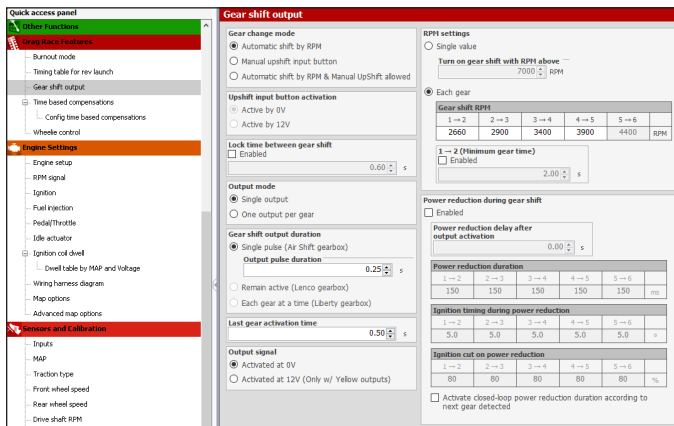 Quick access panel
Other Functions
Drag Race Features
Burnout mode
Timing table for rev launch
Gear shift output
Time based compensations
Config time based compensations
Wheelie control
Engine Settings
Engine setup
RPM signal
Ignition
Fuel injection
Pedal/Throttle
Idle actuator
Ignition coil dwell
Dwell table by MAP and Voltage
Wiring harness diagram
Map options
Advanced map options
Sensors and Calibration
Inputs
MAP
Traction type
Front wheel speed
Rear wheel speed
Drive shaft RPM
Gear shift output
Gear change mode
Automatic shift by RPM
Manual upshift input button
Automatic shift by RPM & Manual UpShift allowed
Upshift input button activation
Active by 0V
Active by 12V
Lock time between gear shift
Enabled
0.60 s
Output mode
Single output
One output per gear
Gear shift output duration
Single pulse (Air Shift gearbox)
Output pulse duration
0.25 s
Remain active (Lenco gearbox)
Each gear at a time (Liberty gearbox)
Last gear activation time
0.50 s
Output signal
Activated at 0V
Activated at 12V (Only w/ Yellow outputs)
RPM settings
Single value
Turn on gear shift with RPM above
7000 RPM
Each gear
Gear shift RPM
1 → 2 2 → 3 3 → 4 4 → 5 5 → 6
2660 2900 3400 3900 4400 RPM
1 → 2 (Minimum gear time)
Enabled
2.00 s
Power reduction during gear shift
Enabled
Power reduction delay after
output activation
0.00 s
Power reduction duration
1 → 2 2 → 3 3 → 4 4 → 5 5 → 6
150 150 150 150 150 ms
Ignition timing during power reduction
1 → 2 2 → 3 3 → 4 4 → 5 5 → 6
5.0 5.0 5.0 5.0 5.0 °
Ignition cut on power reduction
1 → 2 2 → 3 3 → 4 4 → 5 5 → 6
80 80 80 80 80 %
Activate closed-loop power reduction duration according to
next gear detected